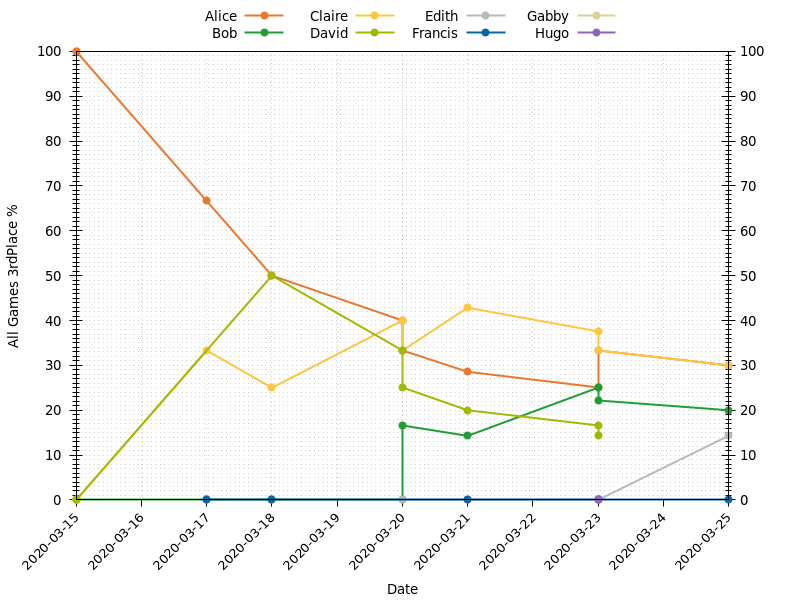 Alice Claire Edith Gabby
Bob David Francis Hugo
100 100
90 90
80 80
70 70
60 60
50 50
40 40
30 30
20 20
10 10
0 0
All Games 3rdPlace %
2020-03-15 2020-03-16 2020-03-17 2020-03-18 2020-03-19 2020-03-20 2020-03-21 2020-03-22 2020-03-23 2020-03-24 2020-03-25
Date